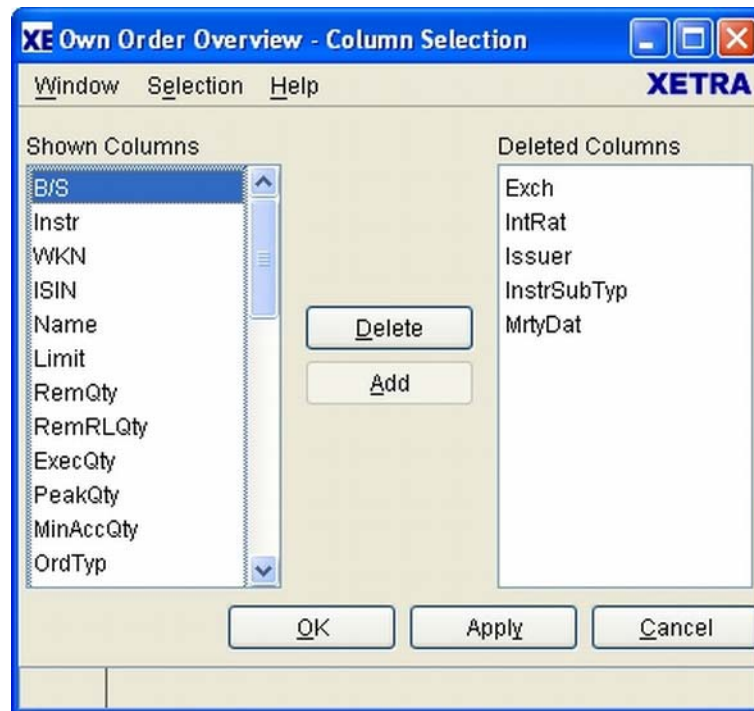 XE Own Order Overview - Column Selection
Window Selection Help XETRA
Shown Columns
B/S
Instr
WKN
ISIN
Name
Limit
RemQty
RemRLQty
ExecQty
PeakQty
MinAccQty
OrdTyp
Delete
Add
Deleted Columns
Exch
IntRat
Issuer
InstrSubTyp
MrtyDat
OK Apply Cancel